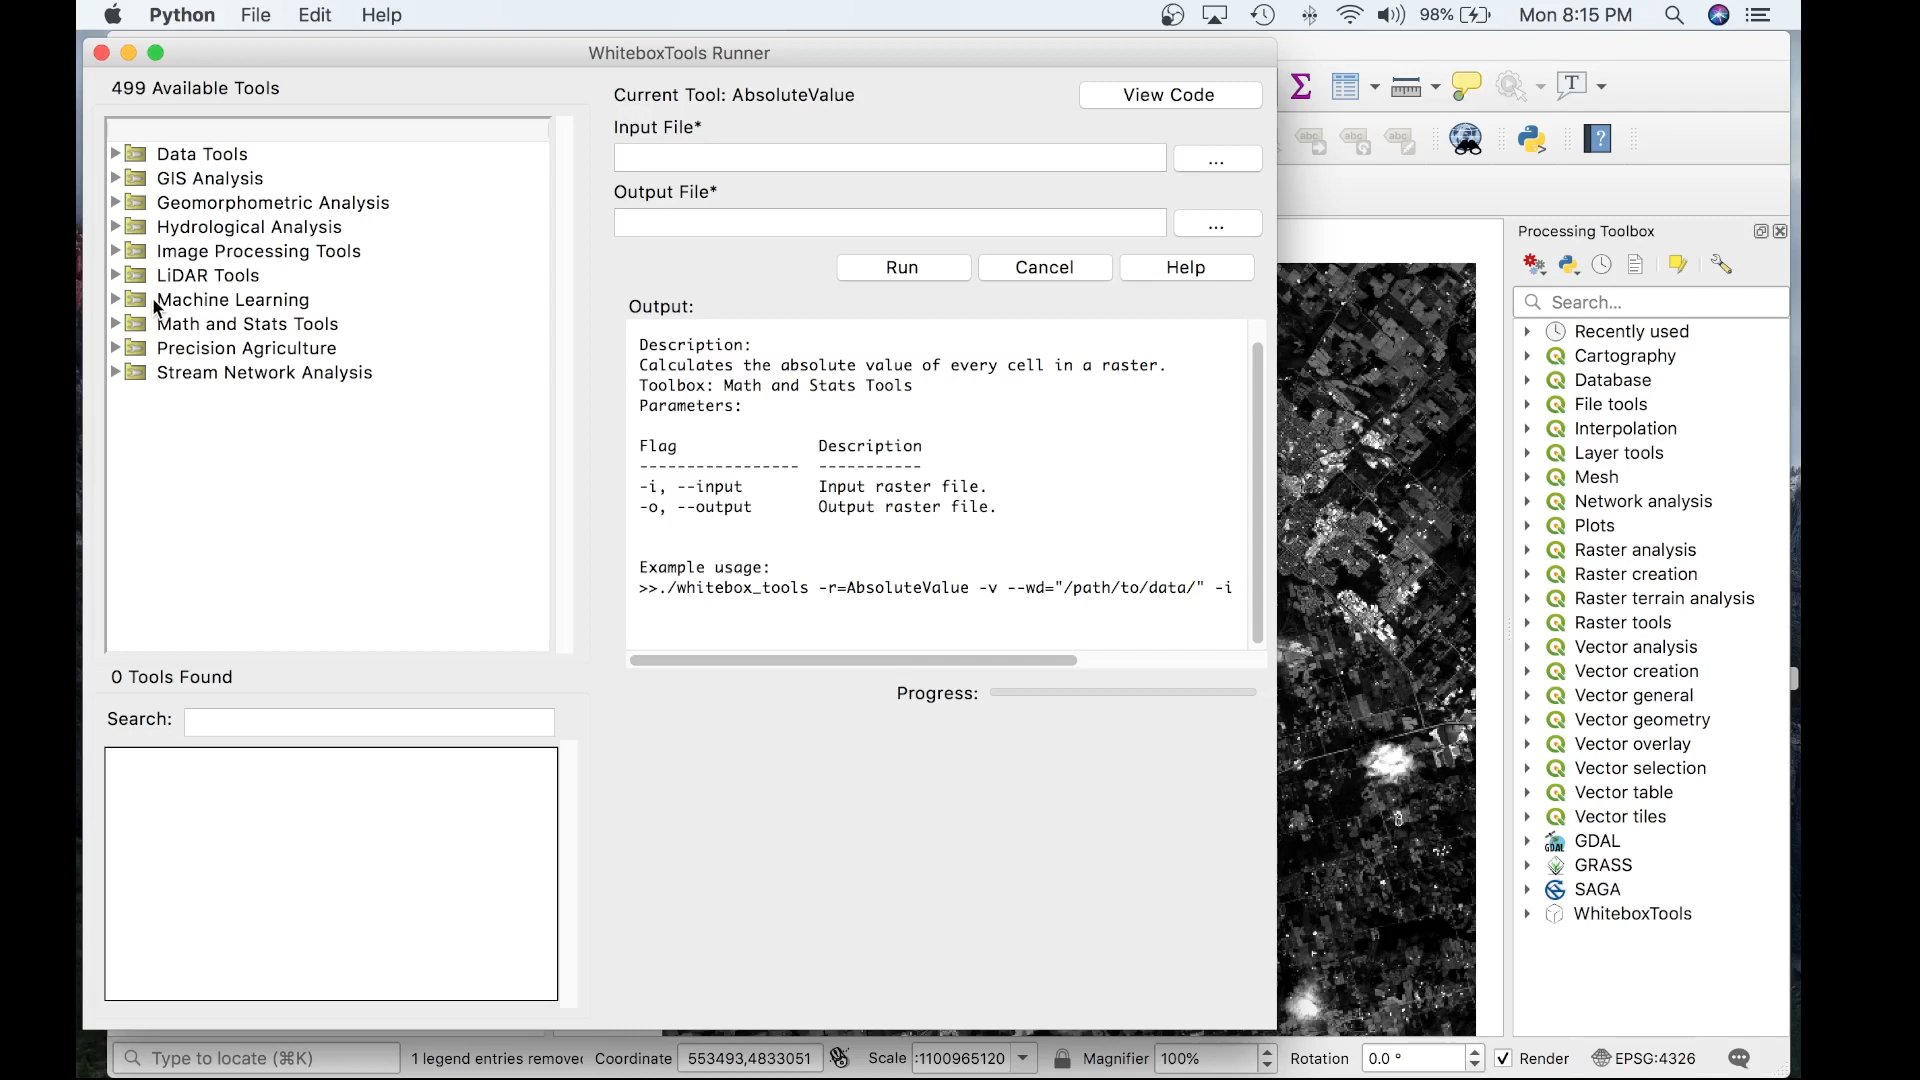 Python File Edit Help 98% Mon 8:15 PM
WhiteboxTools Runner
499 Available Tools
Data Tools
GIS Analysis
Geomorphometric Analysis
Hydrological Analysis
Image Processing Tools
LiDAR Tools
Machine Learning
Math and Stats Tools
Precision Agriculture
Stream Network Analysis
0 Tools Found
Search:
Current Tool: AbsoluteValue View Code
Input File*
...
Output File*
...
Run Cancel Help
Output:
Description:
Calculates the absolute value of every cell in a raster.
Toolbox: Math and Stats Tools
Parameters:
Flag Description
----------------- -----------
-i, --input Input raster file.
-o, --output Output raster file.
Example usage:
>>./whitebox_tools -r=AbsoluteValue -v --wd="/path/to/data/" -i
Progress:
T
abc abc abc ?
Processing Toolbox
Search...
Recently used
Cartography
Database
File tools
Interpolation
Layer tools
Mesh
Network analysis
Plots
Raster analysis
Raster creation
Raster terrain analysis
Raster tools
Vector analysis
Vector creation
Vector general
Vector geometry
Vector overlay
Vector selection
Vector table
Vector tiles
GDAL GDAL
GRASS
SAGA
WhiteboxTools
Type to locate (⌘K) 1 legend entries removed Coordinate 553493,4833051 Scale :1100965120 Magnifier 100% Rotation 0.0 ° Render EPSG:4326